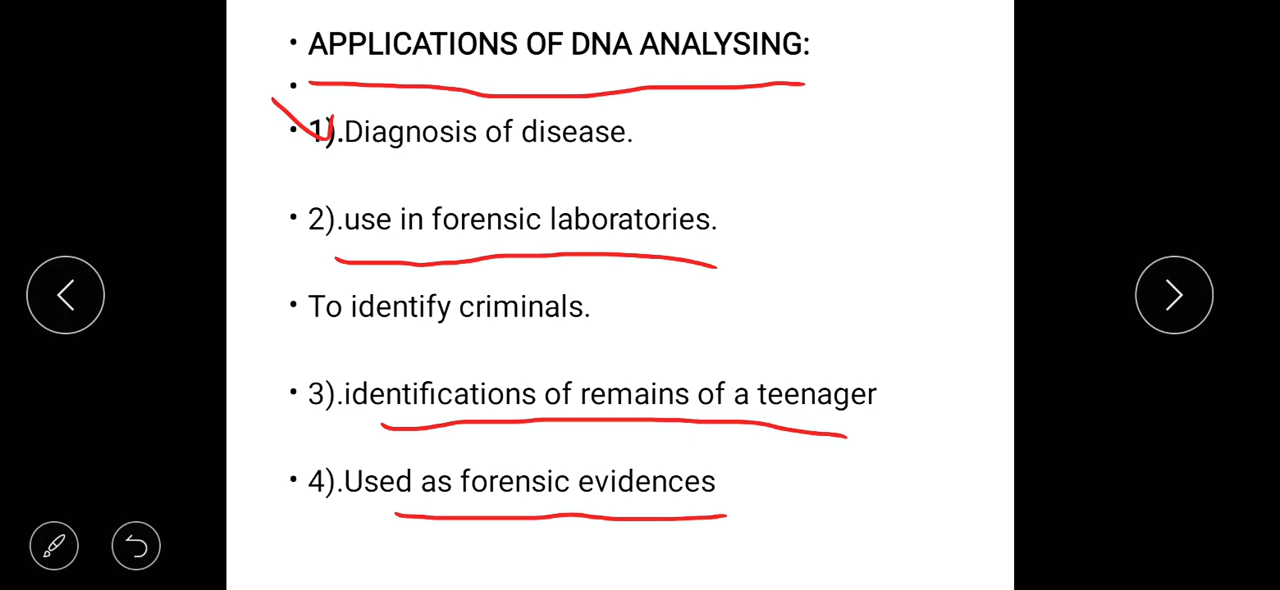 • APPLICATIONS OF DNA ANALYSING:
•
• 1).Diagnosis of disease.
• 2).use in forensic laboratories.
• To identify criminals.
• 3).identifications of remains of a teenager
• 4).Used as forensic evidences